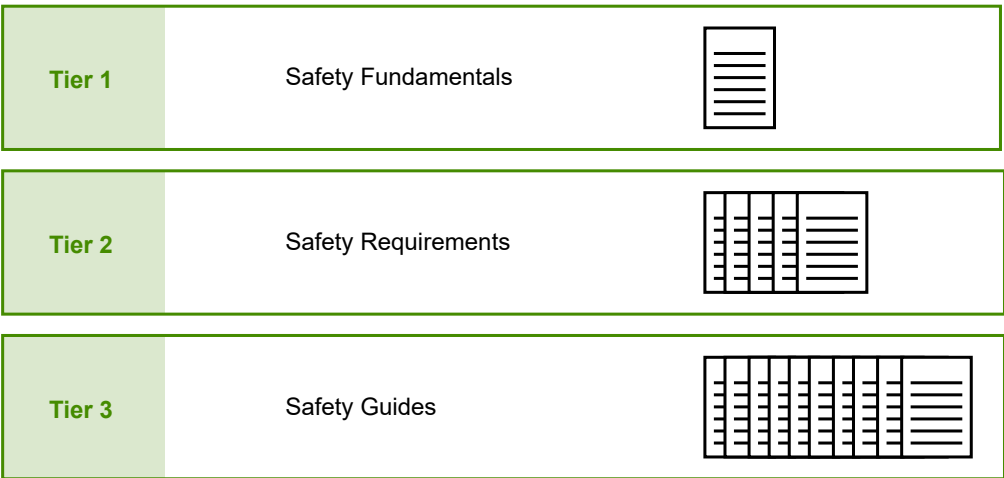 Tier 1
Safety Fundamentals
Tier 2
Safety Requirements
Tier 3
Safety Guides